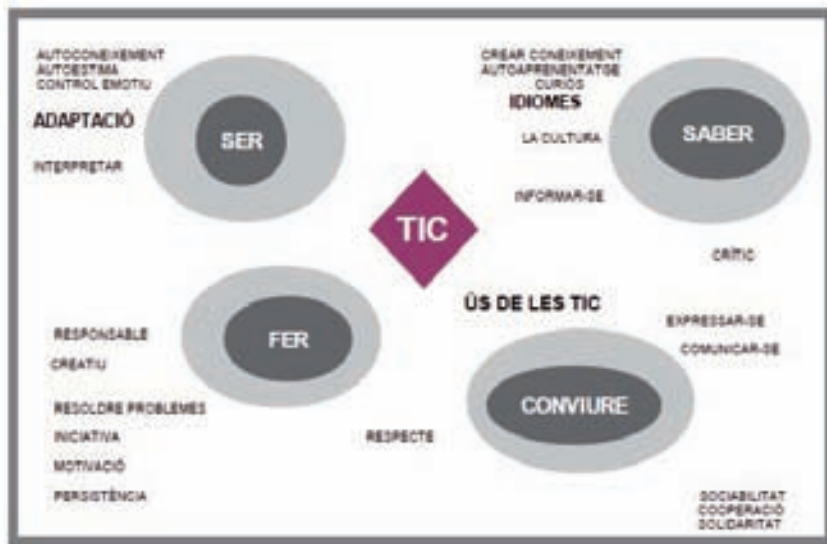 AUTOCONEIXEMENT
AUTOESTIMA
CONTROL EMOTIU
ADAPTACIÓ
INTERPRETAR
SER
CREAR CONEIXEMENT
AUTOAPRENENTATGE
CURIÓS
IDIOMES
LA CULTURA
INFORMAR-SE
SABER
CRÍTIC
TIC
ÚS DE LES TIC
RESPONSABLE
CREATIU
FER
RESOLDRE PROBLEMES
INICIATIVA
MOTIVACIÓ
PERSISTÈNCIA
EXPRESSAR-SE
COMUNICAR-SE
CONVIURE
RESPECTE
SOCIABILITAT
COOPERACIÓ
SOLIDARITAT